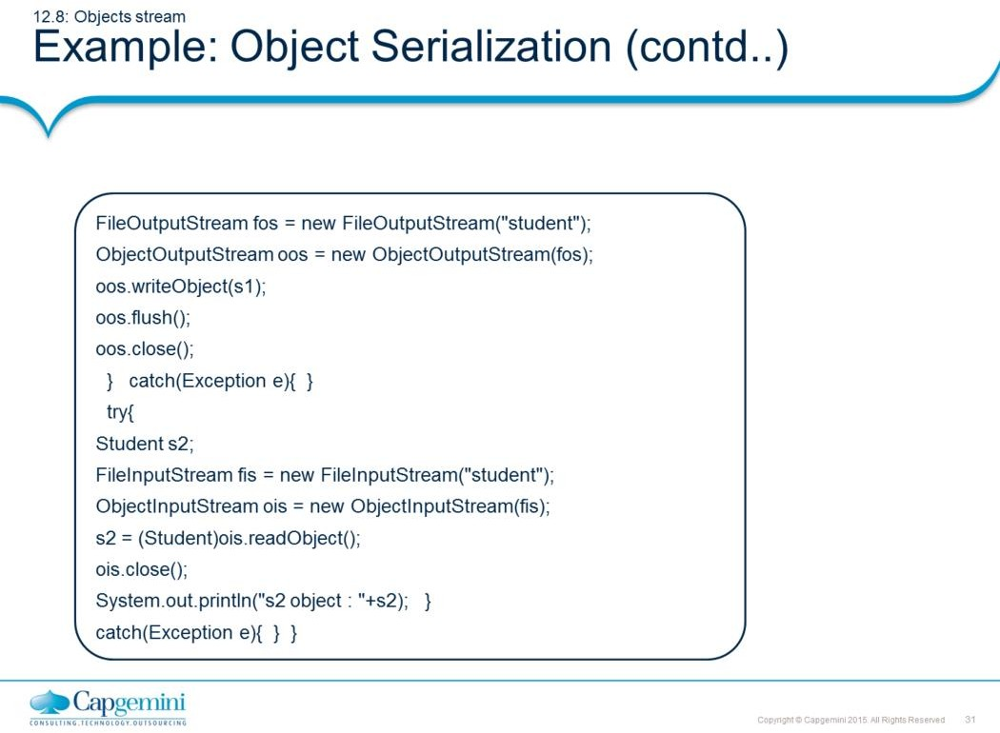 12.8: Objects stream
Example: Object Serialization (contd..)
FileOutputStream fos = new FileOutputStream("student");
ObjectOutputStream oos = new ObjectOutputStream(fos);
oos.writeObject(s1);
oos.flush();
oos.close();
} catch(Exception e){ }
try{
Student s2;
FileInputStream fis = new FileInputStream("student");
ObjectInputStream ois = new ObjectInputStream(fis);
s2 = (Student)ois.readObject();
ois.close();
System.out.println("s2 object : "+s2); }
catch(Exception e){ } }
Capgemini
CONSULTING.TECHNOLOGY.OUTSOURCING
Copyright © Capgemini 2015. All Rights Reserved 31